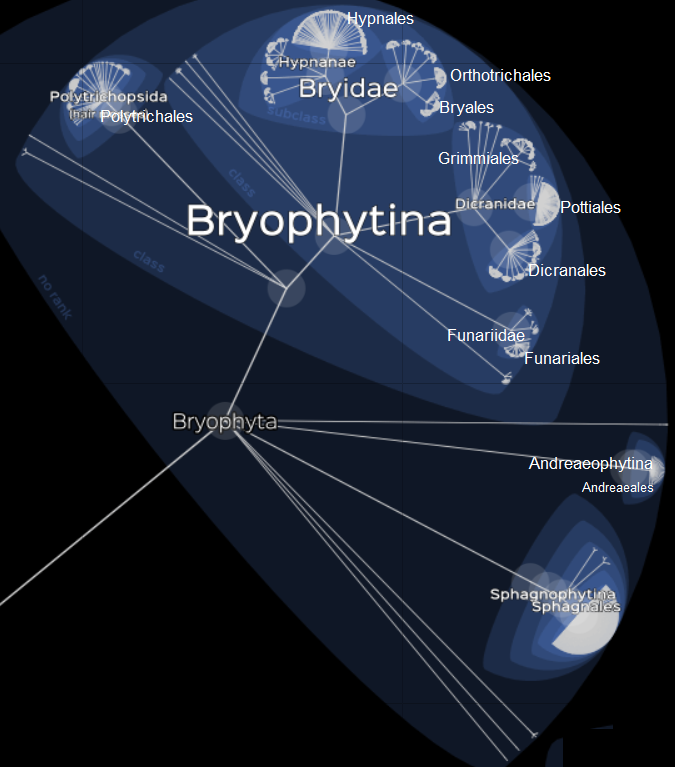 Hypnales
Hypnanae
Orthotrichales
Bryidae
Polytrichopsida
Bryales
Polytrichales
subclass
Grimmiales
class
Dicranidae
Pottiales
Bryophytina
class
Dicranales
no rank
Funariidae
Funariales
Bryophyta
Andreaeophytina
Andreaeales
Sphagnophytina
Sphagnales